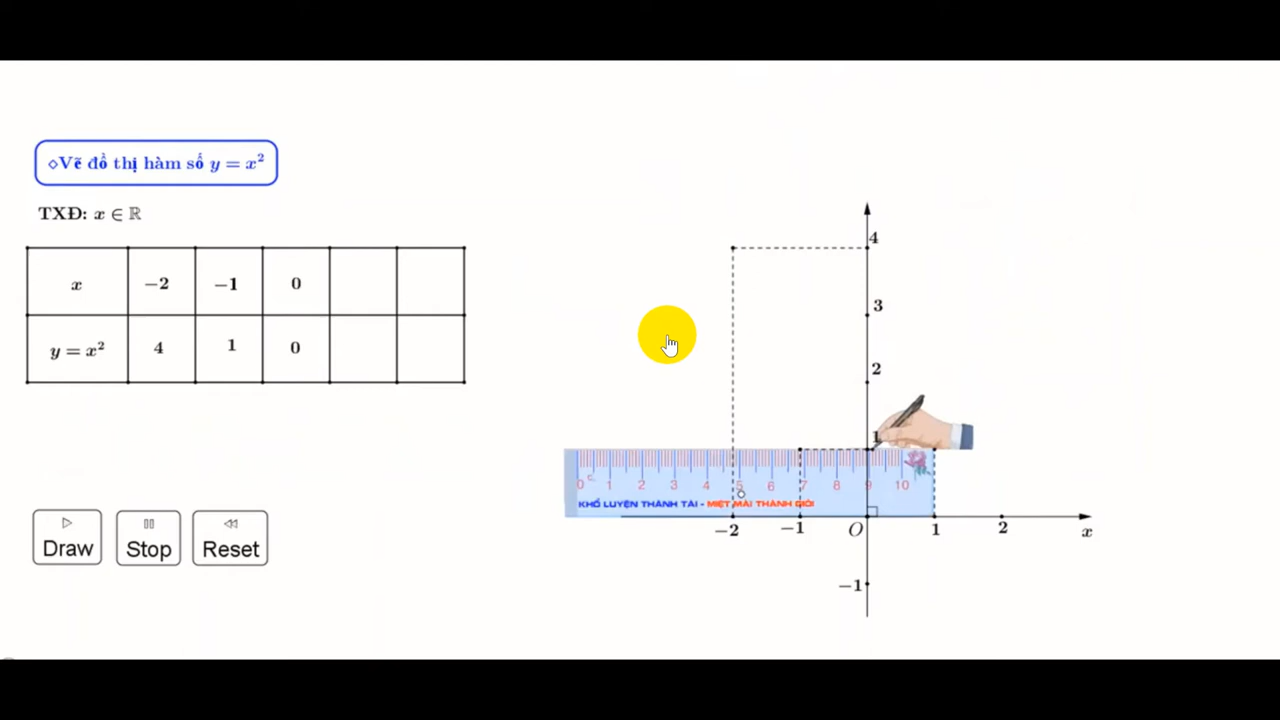 ◇Vẽ đồ thị hàm số y = x²
TXĐ: x ∈ ℝ
x −2 −1 0
y = x² 4 1 0
Draw Stop Reset
4
3
2
1
0 1 2 3 4 5 6 7 8 9 10
KHỔ LUYỆN THÀNH TÀI - MIỆT MÀI THÀNH GIỎI
−2 −1 O 1 2 x
−1